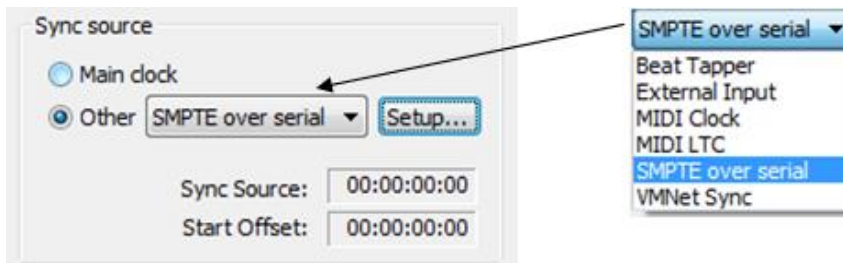 Sync source
Main clock
Other SMPTE over serial Setup...
Sync Source: 00:00:00:00
Start Offset: 00:00:00:00
SMPTE over serial
Beat Tapper
External Input
MIDI Clock
MIDI LTC
SMPTE over serial
VMNet Sync